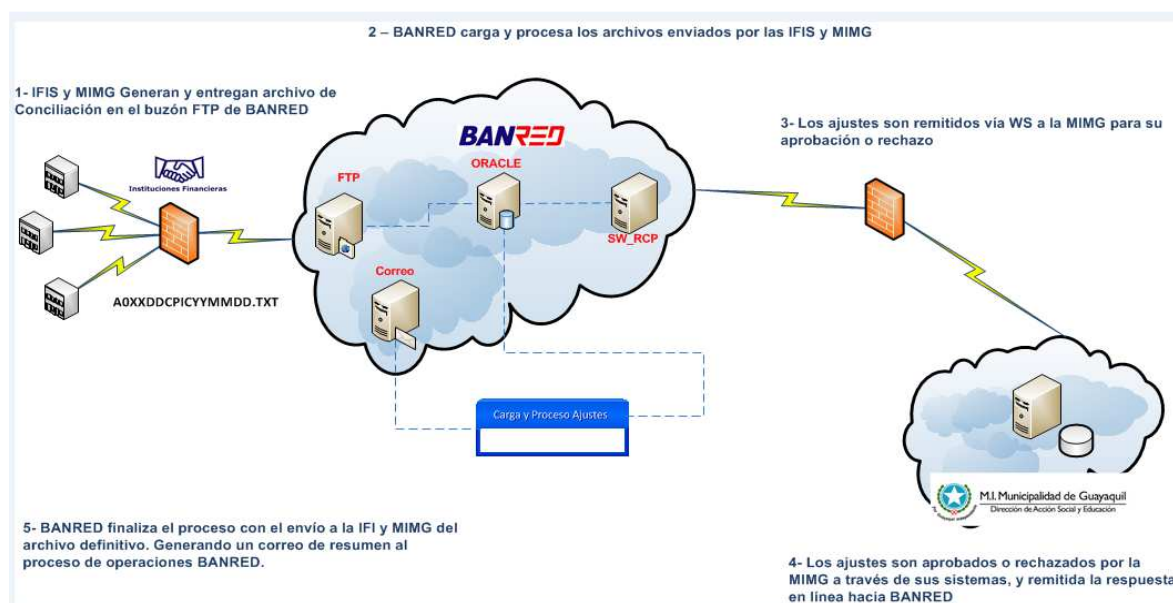 2 – BANRED carga y procesa los archivos enviados por las IFIS y MIMG
1- IFIS y MIMG Generan y entregan archivo de
Conciliación en el buzón FTP de BANRED
3- Los ajustes son remitidos vía WS a la MIMG para su
aprobación o rechazo
BANRED
ORACLE
FTP
Instituciones Financieras
SW_RCP
Correo
A0XXDDCPICYYMMDD.TXT
Carga y Proceso Ajustes
M.I. Municipalidad de Guayaquil
Dirección de Acción Social y Educación
5- BANRED finaliza el proceso con el envío a la IFI y MIMG del
archivo definitivo. Generando un correo de resumen al
proceso de operaciones BANRED.
4- Los ajustes son aprobados o rechazados por la
MIMG a través de sus sistemas, y remitida la respuesta
en línea hacia BANRED